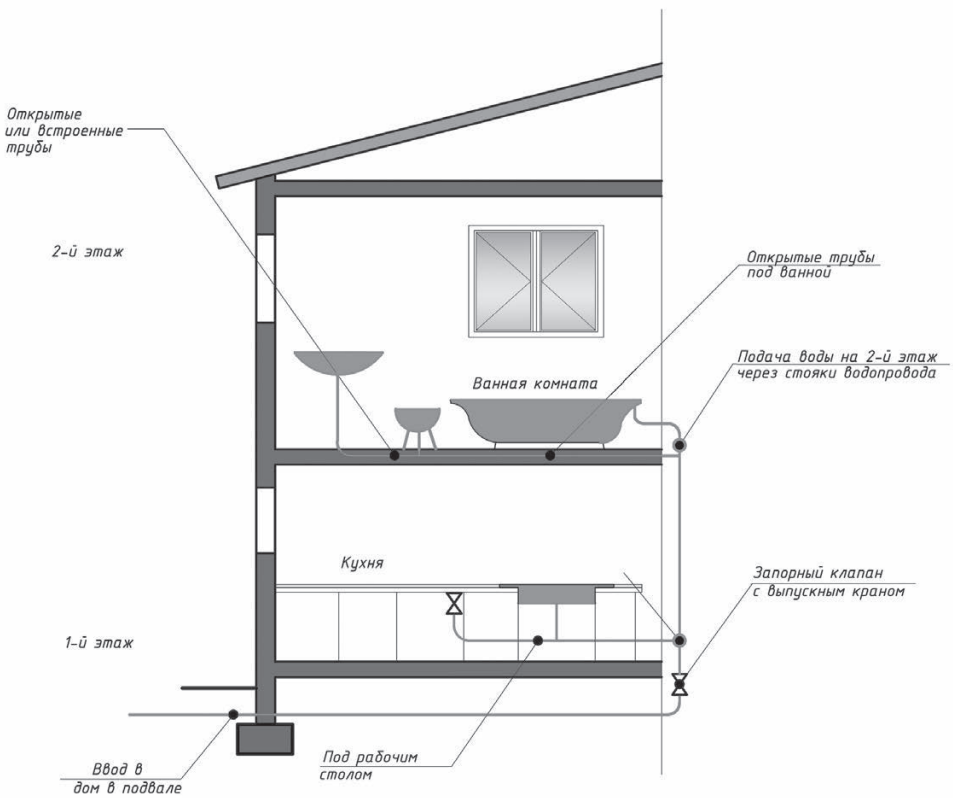 Открытые
или встроенные
трубы
2-й этаж
Открытые трубы
под ванной
Подача воды на 2-й этаж
через стояки водопровода
Ванная комната
Кухня
Запорный клапан
с выпускным краном
1-й этаж
Под рабочим
столом
Ввод в
дом в подвале